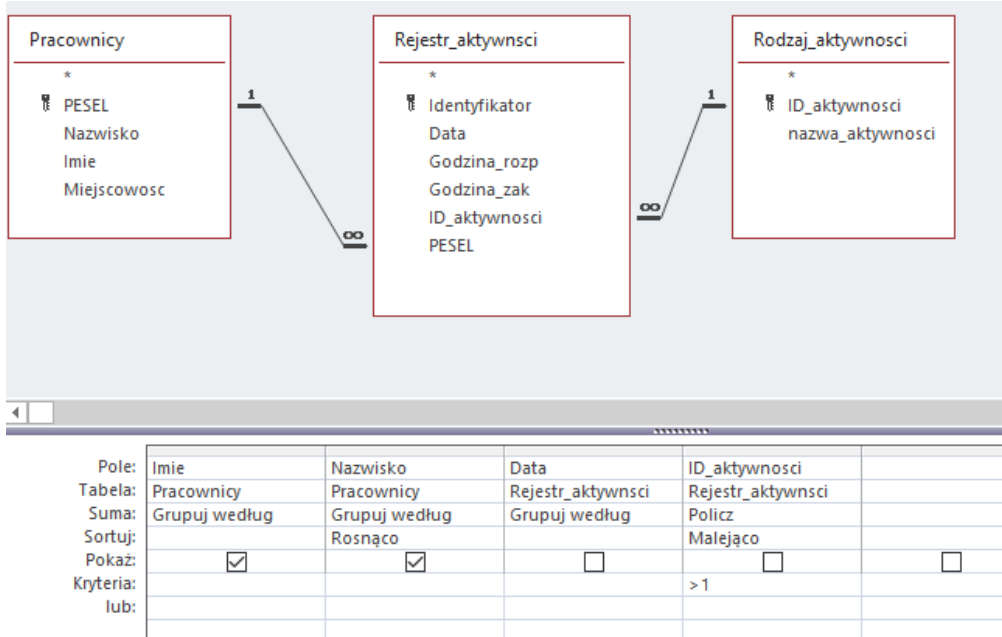 Pracownicy
*
PESEL
Nazwisko
Imie
Miejscowosc
1
∞
Rejestr_aktywnsci
*
Identyfikator
Data
Godzina_rozp
Godzina_zak
ID_aktywnosci
PESEL
∞
1
Rodzaj_aktywnosci
*
ID_aktywnosci
nazwa_aktywnosci
Pole: Imie Nazwisko Data ID_aktywnosci
Tabela: Pracownicy Pracownicy Rejestr_aktywnsci Rejestr_aktywnsci
Suma: Grupuj według Grupuj według Grupuj według Policz
Sortuj: Rosnąco Malejąco
Pokaż:
Kryteria: >1
lub: